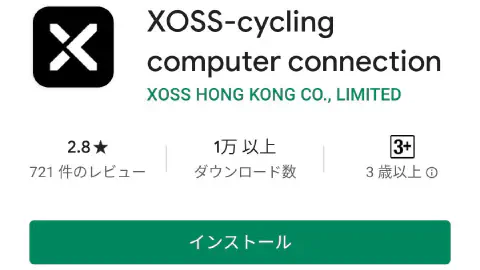 XOSS-cycling
computer connection
XOSS HONG KONG CO., LIMITED
2.8★ 1万 以上 3+
721 件のレビュー ダウンロード数 3 歳以上
インストール